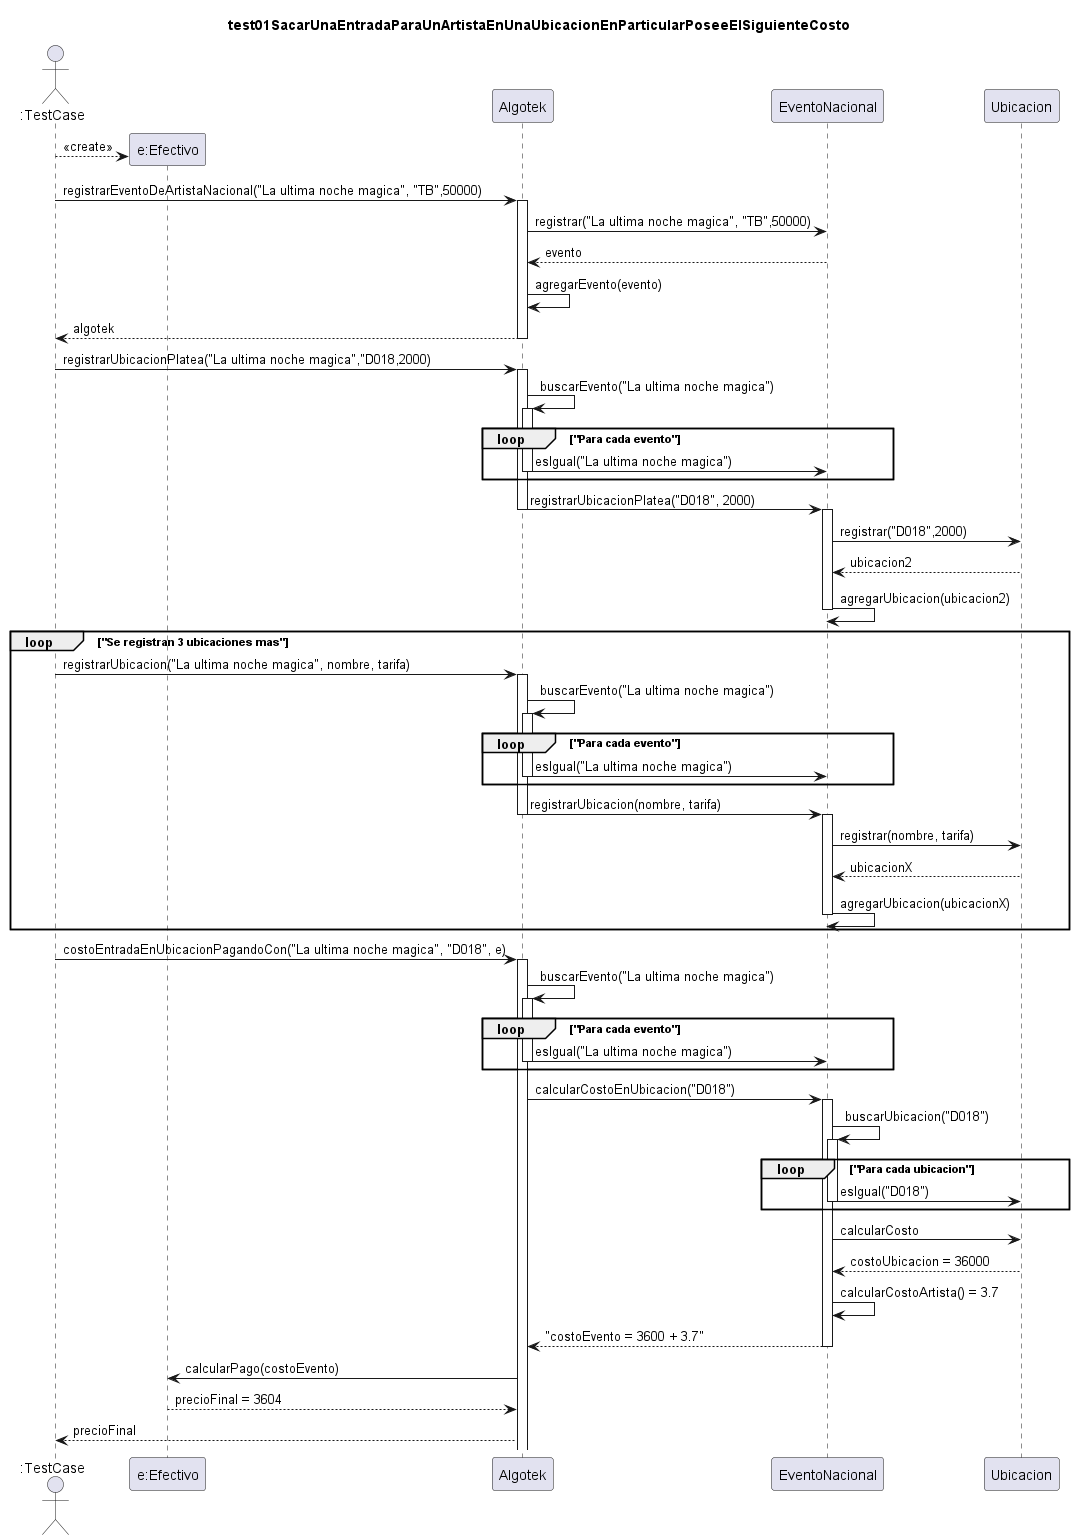 test01SacarUnaEntradaParaUnArtistaEnUnaUbicacionEnParticularPoseeElSiguienteCosto
:TestCase
Algotek
EventoNacional
Ubicacion
«create»
e:Efectivo
registrarEventoDeArtistaNacional("La ultima noche magica", "TB",50000)
registrar("La ultima noche magica", "TB",50000)
evento
agregarEvento(evento)
algotek
registrarUbicacionPlatea("La ultima noche magica","D018,2000)
buscarEvento("La ultima noche magica")
loop ["Para cada evento"]
esIgual("La ultima noche magica")
registrarUbicacionPlatea("D018", 2000)
registrar("D018",2000)
ubicacion2
agregarUbicacion(ubicacion2)
loop ["Se registran 3 ubicaciones mas"]
registrarUbicacion("La ultima noche magica", nombre, tarifa)
buscarEvento("La ultima noche magica")
loop ["Para cada evento"]
esIgual("La ultima noche magica")
registrarUbicacion(nombre, tarifa)
registrar(nombre, tarifa)
ubicacionX
agregarUbicacion(ubicacionX)
costoEntradaEnUbicacionPagandoCon("La ultima noche magica", "D018", e)
buscarEvento("La ultima noche magica")
loop ["Para cada evento"]
esIgual("La ultima noche magica")
calcularCostoEnUbicacion("D018")
buscarUbicacion("D018")
loop ["Para cada ubicacion"]
esIgual("D018")
calcularCosto
costoUbicacion = 36000
calcularCostoArtista() = 3.7
"costoEvento = 3600 + 3.7"
calcularPago(costoEvento)
precioFinal = 3604
precioFinal
:TestCase
e:Efectivo
Algotek
EventoNacional
Ubicacion